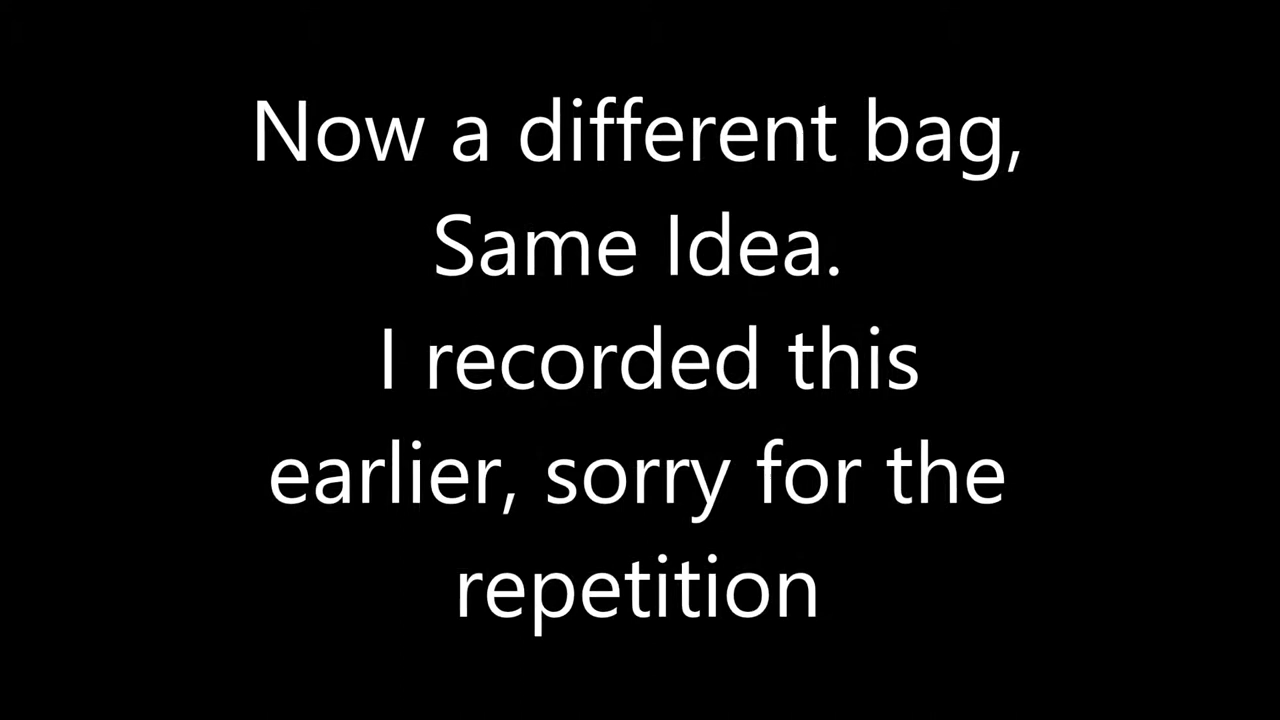 Now a different bag,
Same Idea.
I recorded this
earlier, sorry for the
repetition